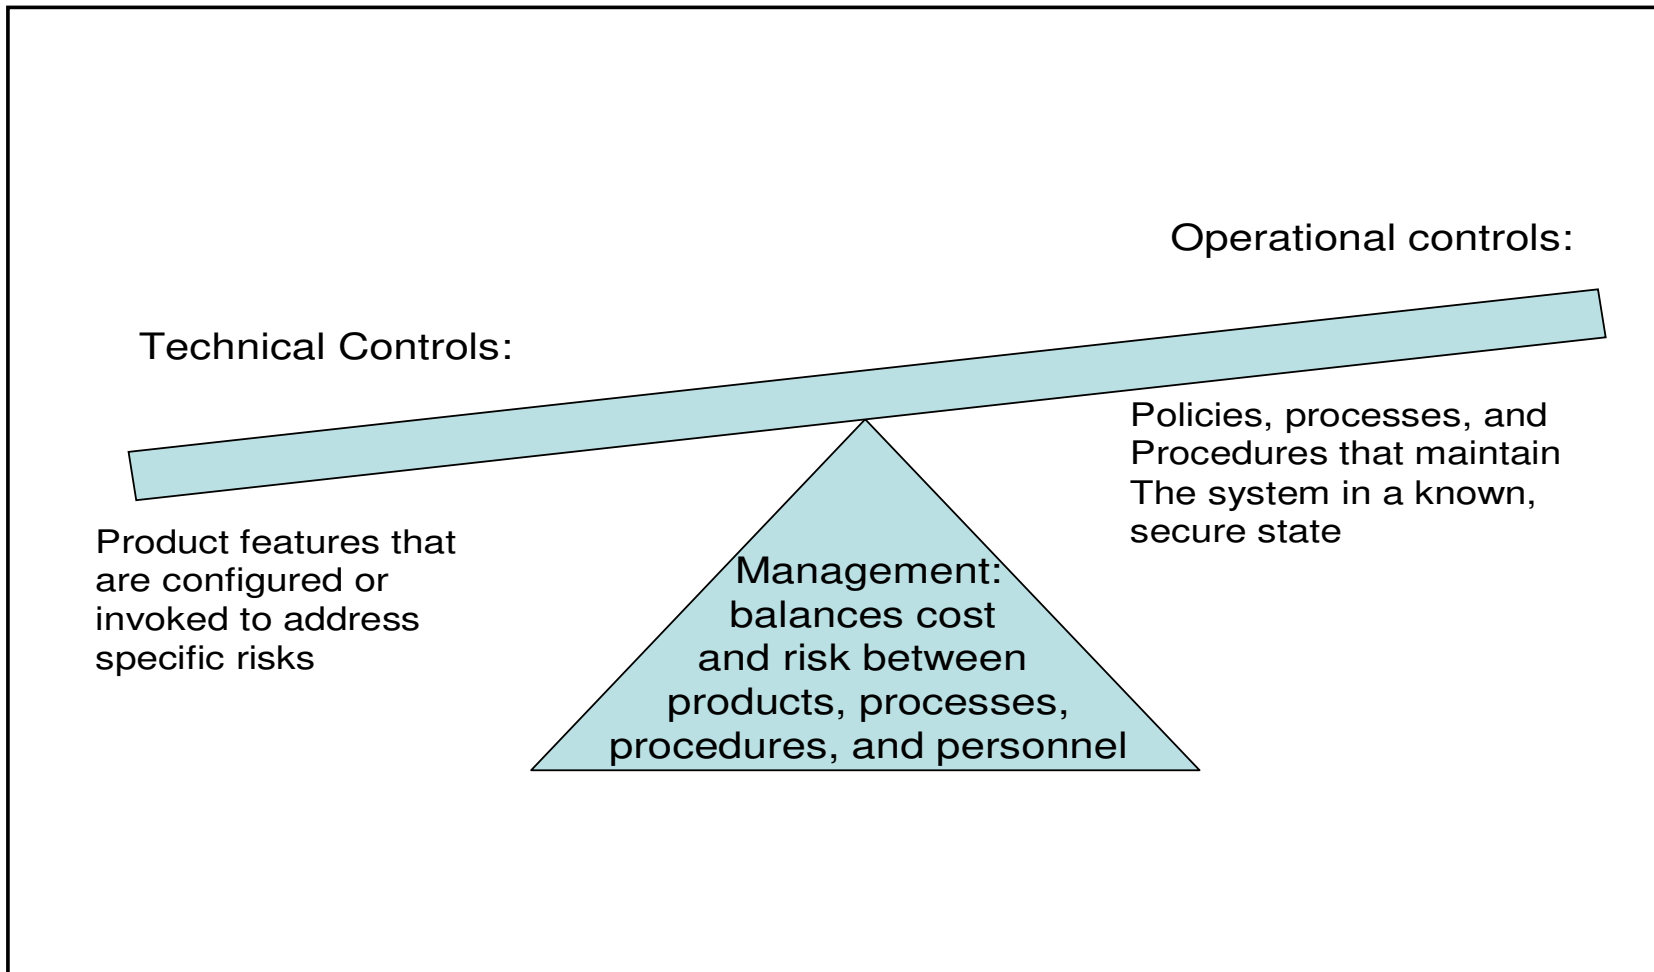 Operational controls:
Technical Controls:
Policies, processes, and
Procedures that maintain
The system in a known,
secure state
Product features that
are configured or
invoked to address
specific risks
Management:
balances cost
and risk between
products, processes,
procedures, and personnel